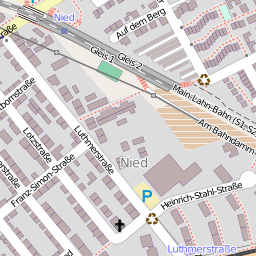 Auf dem Berg
Nied
Gleis 1
Gleis 2
Main-Lahn-Bahn (S1, S2
Am Bahndamm
Luthmerstraße
Lotzstraße
Franz-Simon-Straße
Nied
P
Heinrich-Stahl-Straße
Luthmerstraße